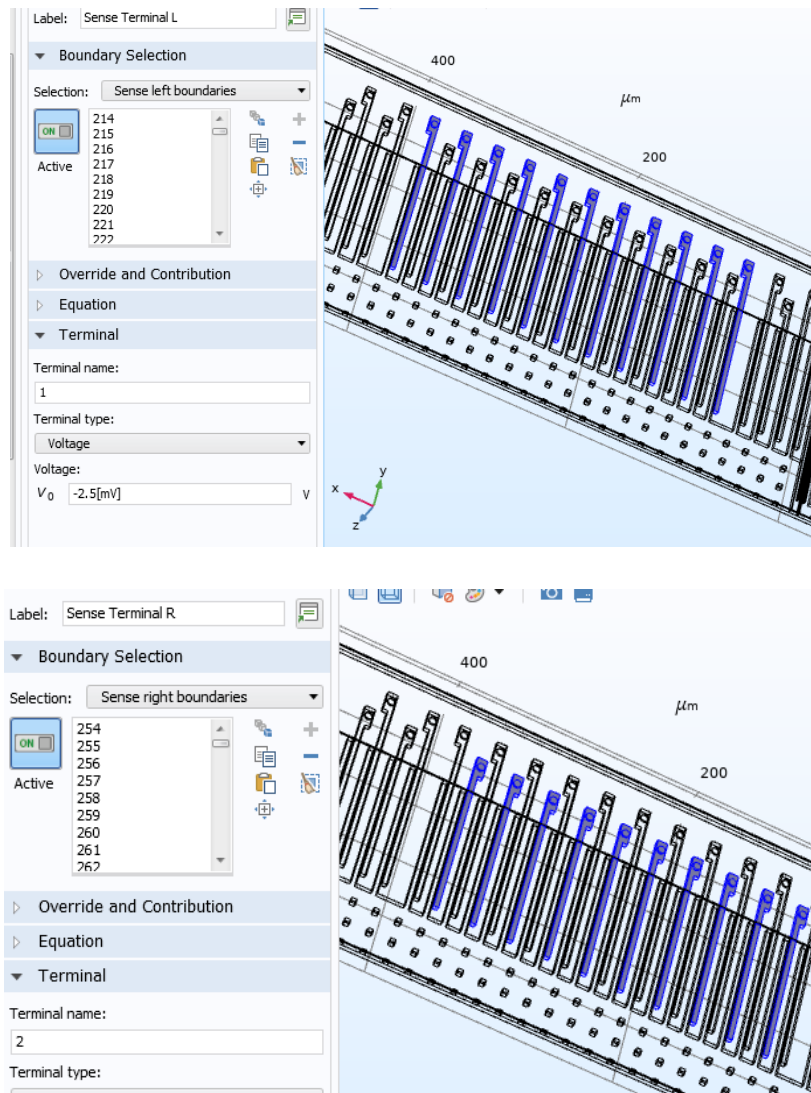 Label: Sense Terminal L
Boundary Selection
Selection: Sense left boundaries
ON
Active
214
215
216
217
218
219
220
221
222
Override and Contribution
Equation
Terminal
Terminal name:
1
Terminal type:
Voltage
Voltage:
V₀ -2.5[mV] V
400
μm
200
y
x
z
Label: Sense Terminal R
Boundary Selection
Selection: Sense right boundaries
ON
Active
254
255
256
257
258
259
260
261
262
Override and Contribution
Equation
Terminal
Terminal name:
2
Terminal type:
400
μm
200